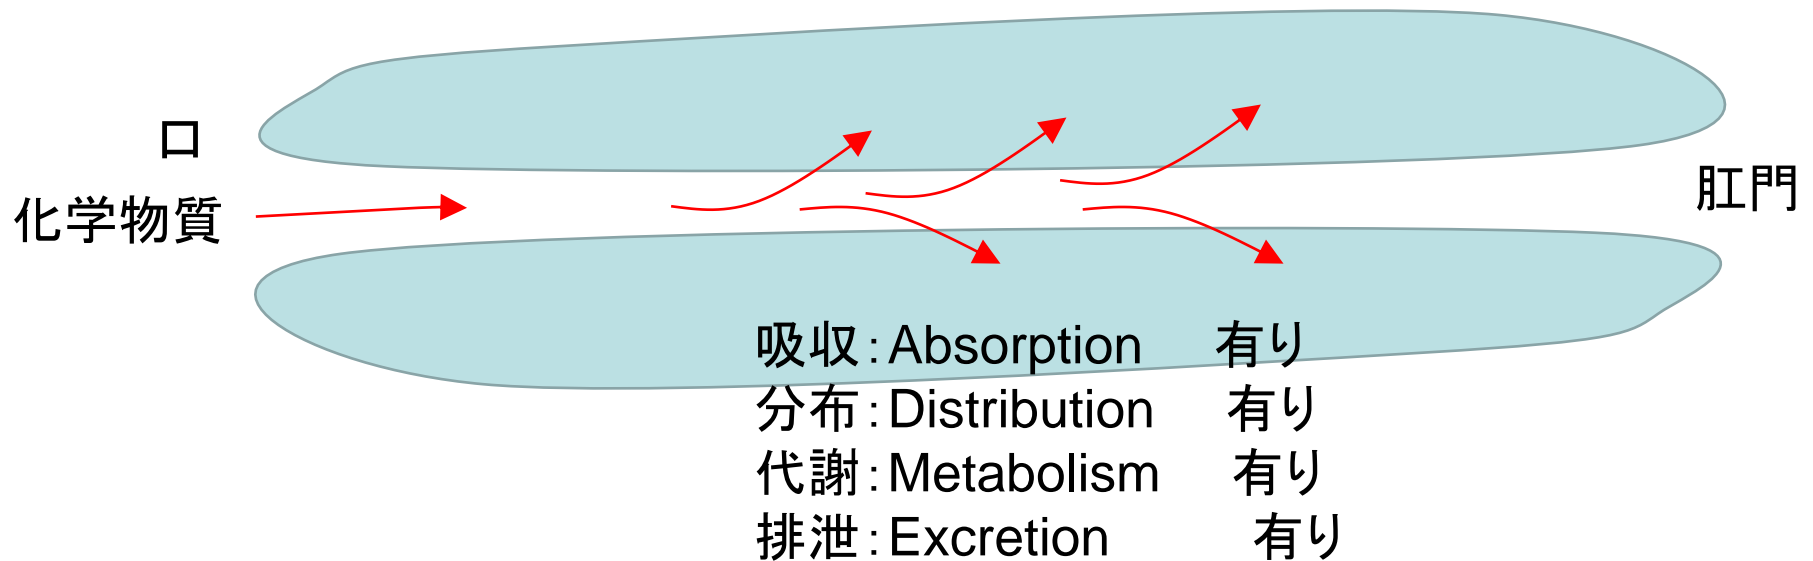 口
化学物質
肛門
吸収：Absorption　有り
分布：Distribution　有り
代謝：Metabolism　有り
排泄：Excretion　有り